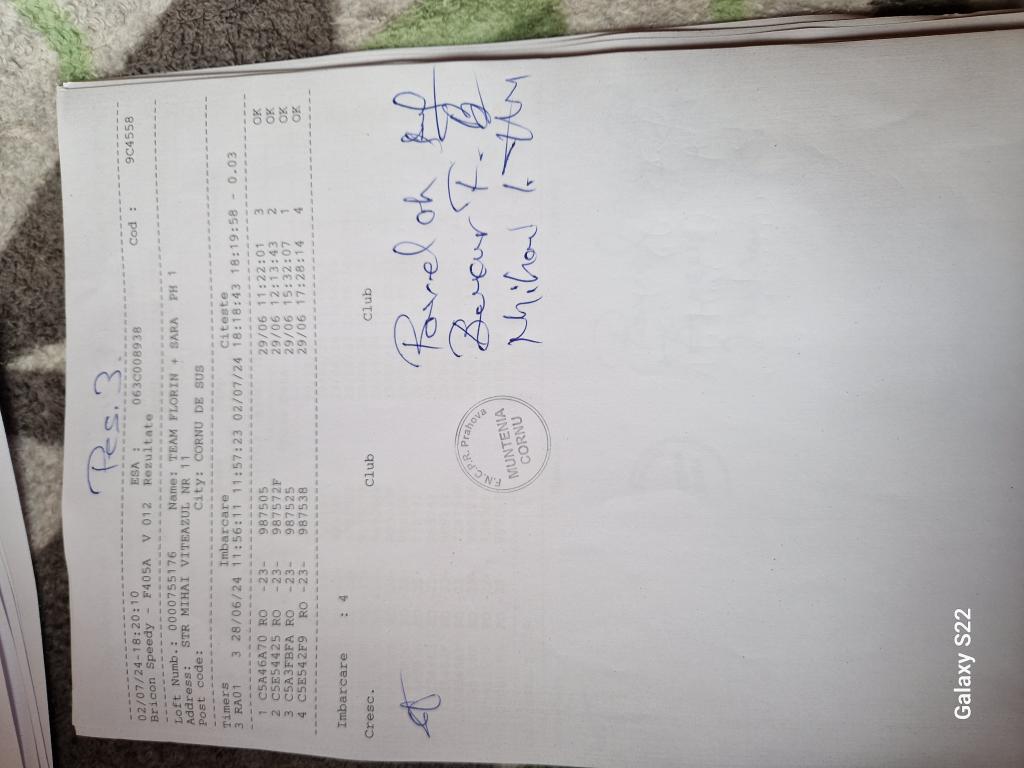 Pes. 3.
02/07/24-18:20:10 ESA : 063C008938 Cod : 9C4558
Bricon Speedy - F405A V 012 Rezultate
Loft Numb.: 0000755176 Name: TEAM FLORIN + SARA PH 1
Address: STR MIHAI VITEAZUL NR 11
Post code: City: CORNU DE SUS
Timers Imbarcare Citeste
3 RA01 3 28/06/24 11:56:11 11:57:23 02/07/24 18:18:43 18:19:58 - 0.03
1 C5A46A70 RO -23- 987505 29/06 11:22:01 3 OK
2 C5E54425 RO -23- 987572F 29/06 12:13:43 2 OK
3 C5A3FBFA RO -23- 987525 29/06 15:32:07 1 OK
4 C5E542F9 RO -23- 987538 29/06 17:28:14 4 OK
Imbarcare : 4
Cresc. Club Club
F.N.C.P.R. Prahova
MUNTENIA
CORNU
Galaxy S22